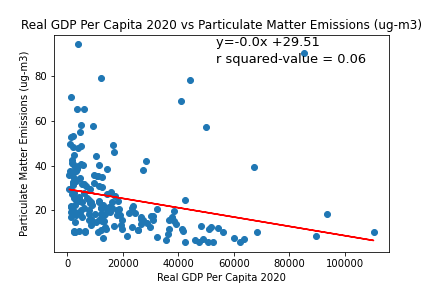 Real GDP Per Capita 2020 vs Particulate Matter Emissions (ug-m3)
y=-0.0x +29.51
r squared-value = 0.06
Particulate Matter Emissions (ug-m3)
80
60
40
20
0 20000 40000 60000 80000 100000
Real GDP Per Capita 2020